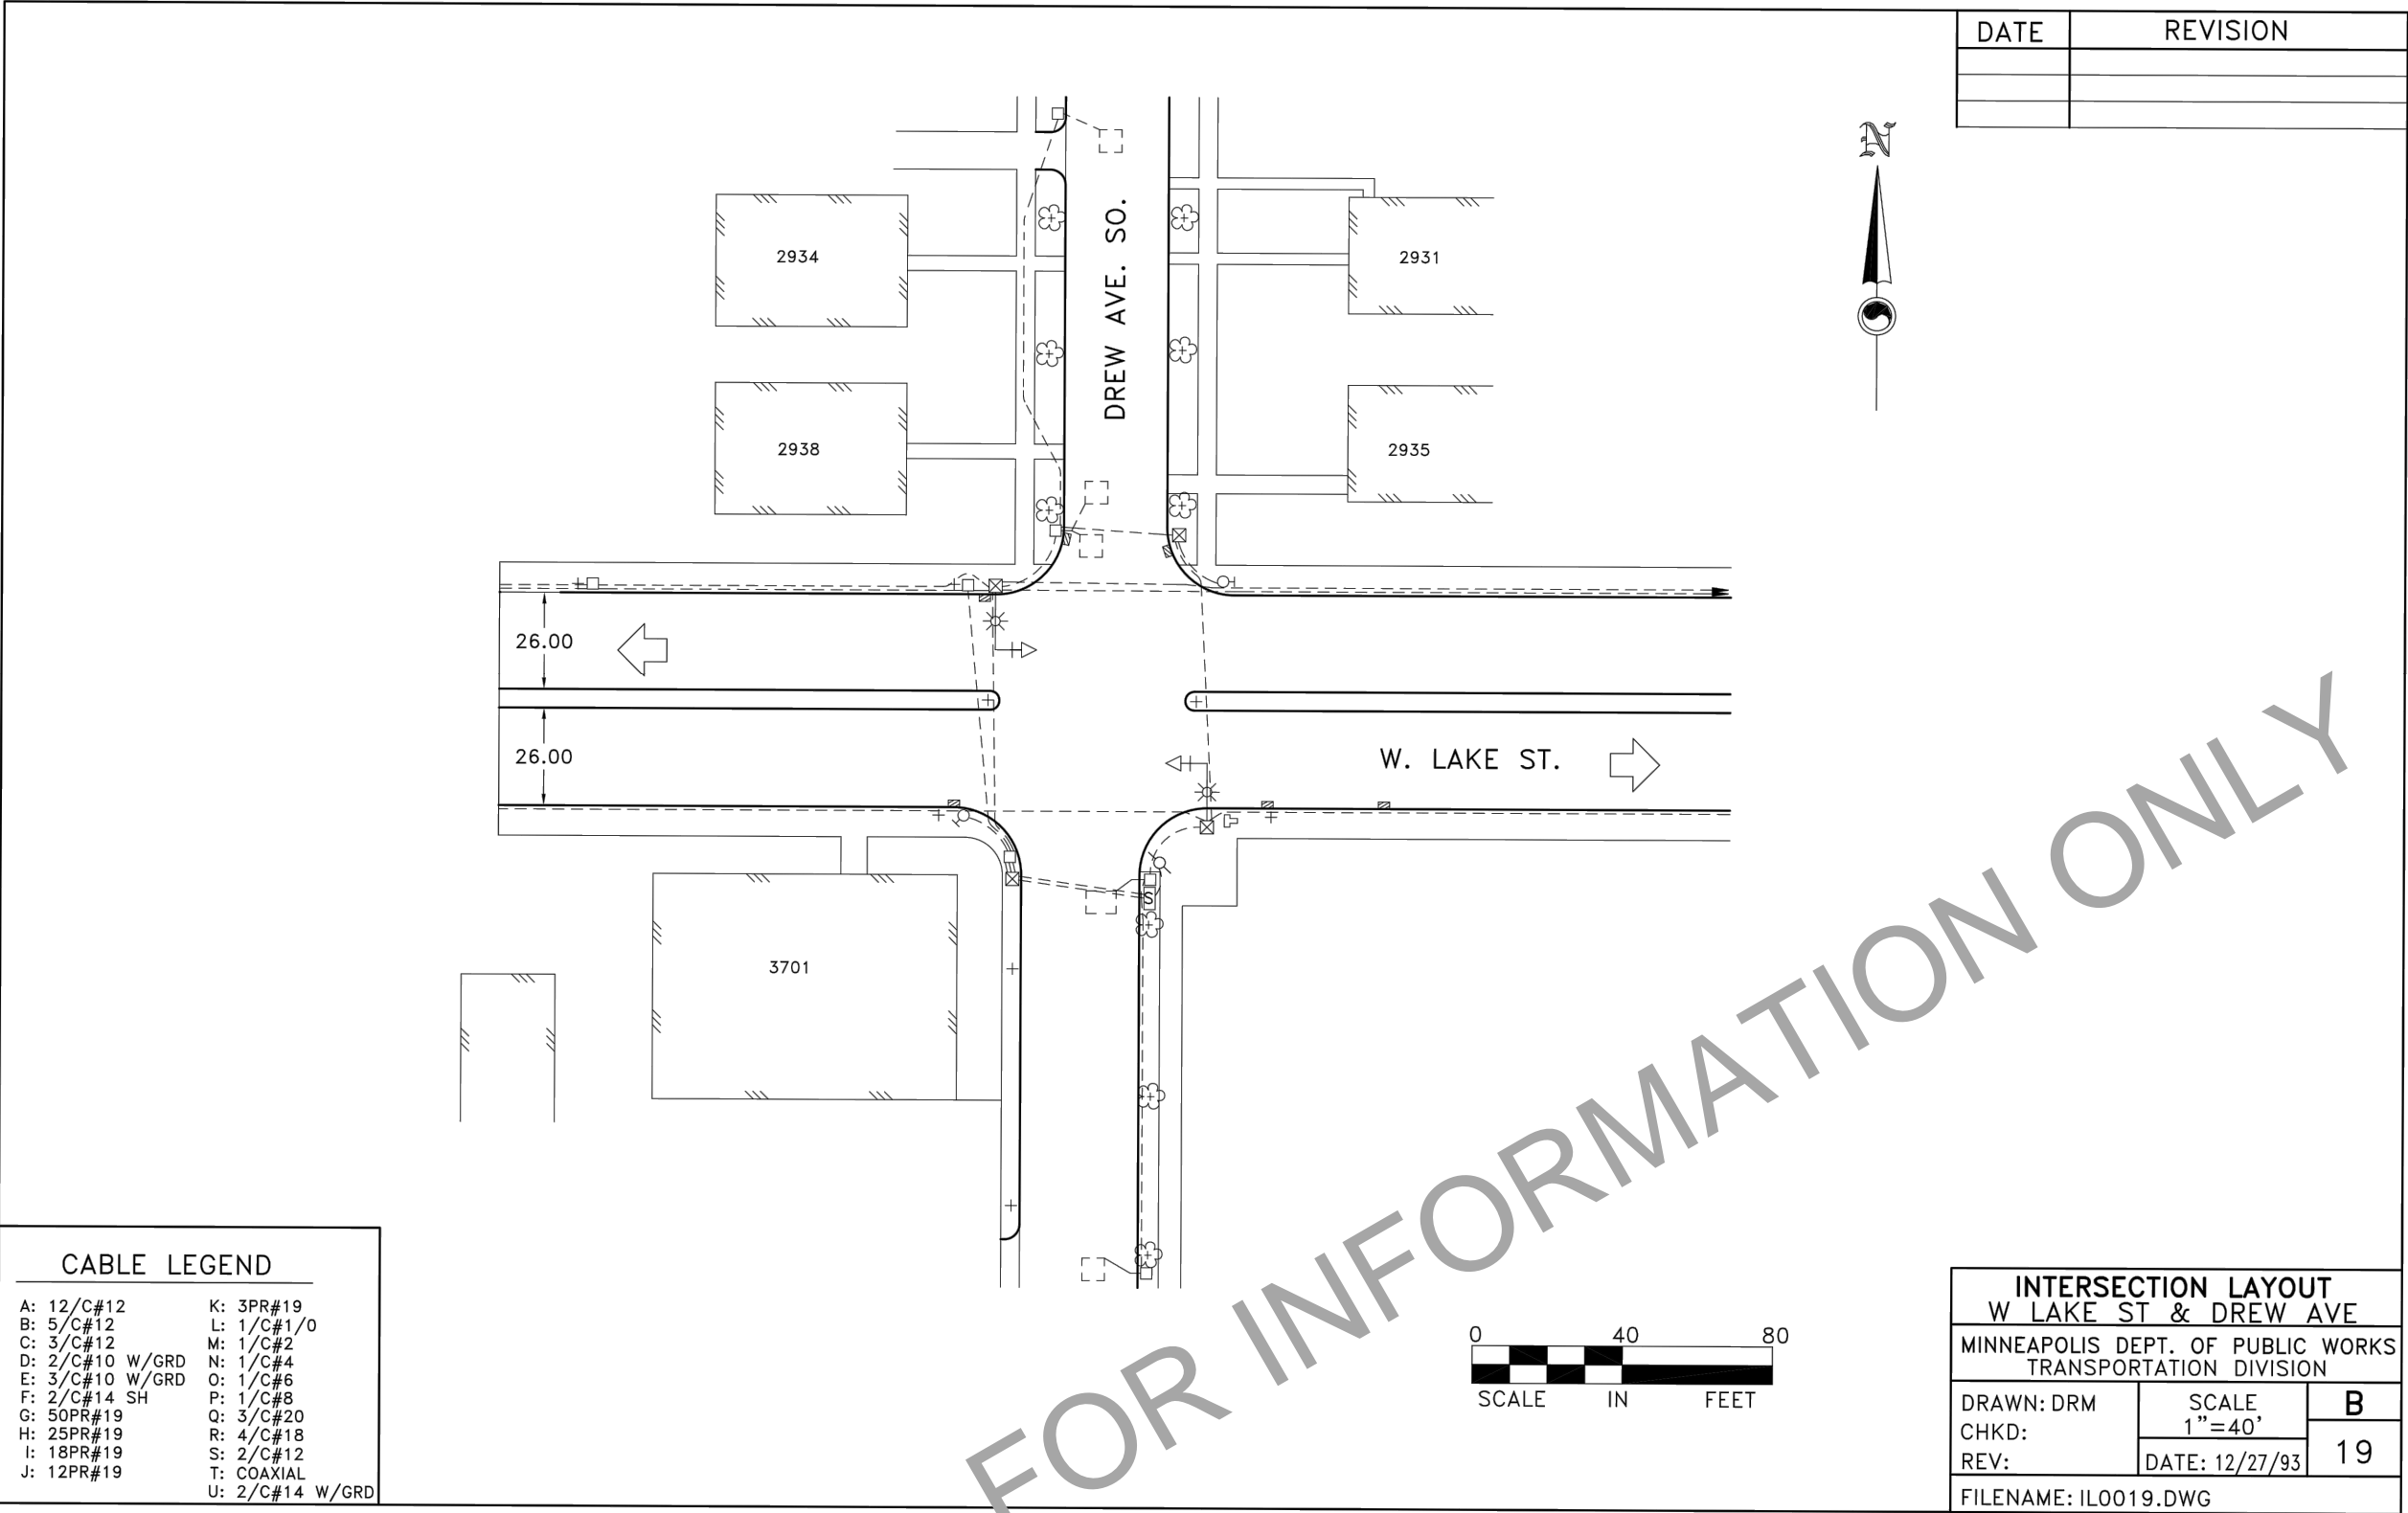 DATE REVISION
N
DREW AVE. SO.
2934
2931
2938
2935
26.00
26.00
W. LAKE ST.
S
3701
FOR INFORMATION ONLY
CABLE LEGEND
A: 12/C#12
B: 5/C#12
C: 3/C#12
D: 2/C#10 W/GRD
E: 3/C#10 W/GRD
F: 2/C#14 SH
G: 50PR#19
H: 25PR#19
I: 18PR#19
J: 12PR#19
K: 3PR#19
L: 1/C#1/0
M: 1/C#2
N: 1/C#4
O: 1/C#6
P: 1/C#8
Q: 3/C#20
R: 4/C#18
S: 2/C#12
T: COAXIAL
U: 2/C#14 W/GRD
0 40 80
SCALE IN FEET
INTERSECTION LAYOUT
W LAKE ST & DREW AVE
MINNEAPOLIS DEPT. OF PUBLIC WORKS
TRANSPORTATION DIVISION
DRAWN: DRM
CHKD:
REV:
SCALE
1"=40'
DATE: 12/27/93
B
19
FILENAME: IL0019.DWG